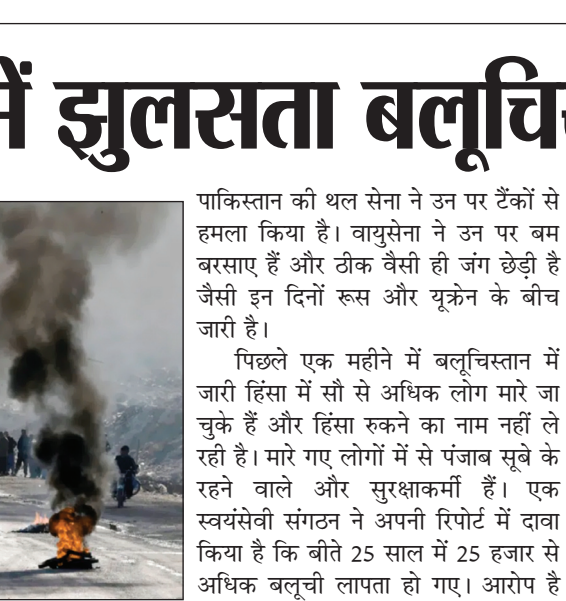 में झुलसता बलूचि
पाकिस्तान की थल सेना ने उन पर टैंकों से
हमला किया है। वायुसेना ने उन पर बम
बरसाए हैं और ठीक वैसी ही जंग छेड़ी है
जैसी इन दिनों रूस और यूक्रेन के बीच
जारी है।
पिछले एक महीने में बलूचिस्तान में
जारी हिंसा में सौ से अधिक लोग मारे जा
चुके हैं और हिंसा रुकने का नाम नहीं ले
रही है। मारे गए लोगों में से पंजाब सूबे के
रहने वाले और सुरक्षाकर्मी हैं। एक
स्वयंसेवी संगठन ने अपनी रिपोर्ट में दावा
किया है कि बीते 25 साल में 25 हजार से
अधिक बलूची लापता हो गए। आरोप है